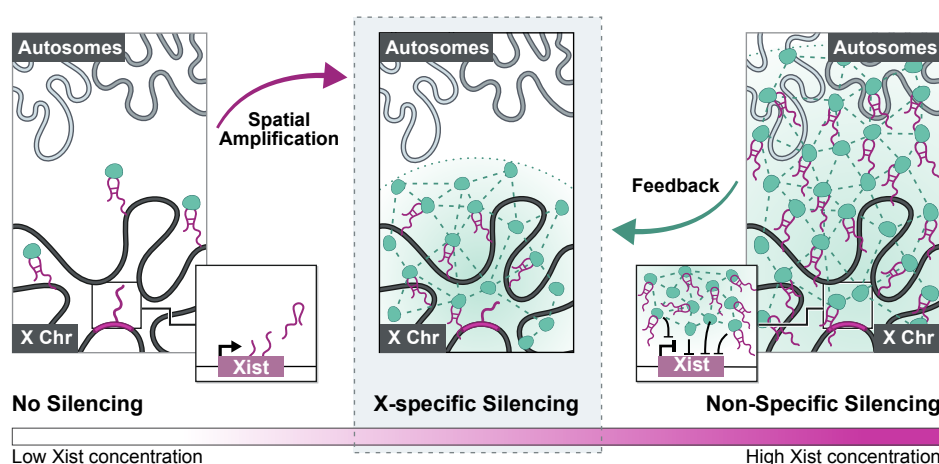 Autosomes
Autosomes
Autosomes
Spatial
Amplification
Feedback
X Chr
Xist
X Chr
Xist
X Chr
No Silencing
X-specific Silencing
Non-Specific Silencing
Low Xist concentration
High Xist concentration